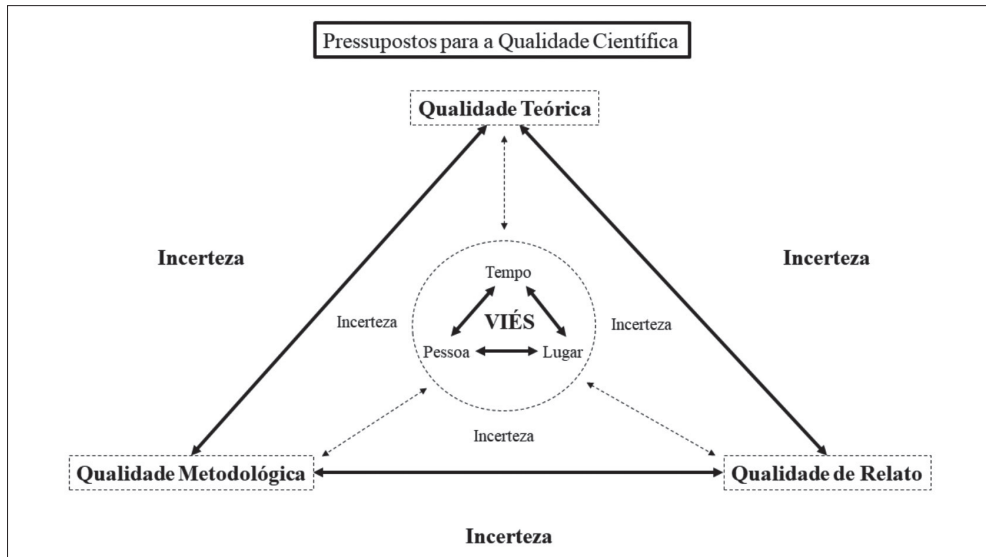 Pressupostos para a Qualidade Científica
Qualidade Teórica
Incerteza
Incerteza
Tempo
Incerteza
VIÉS
Incerteza
Pessoa
Lugar
Incerteza
Qualidade Metodológica
Qualidade de Relato
Incerteza